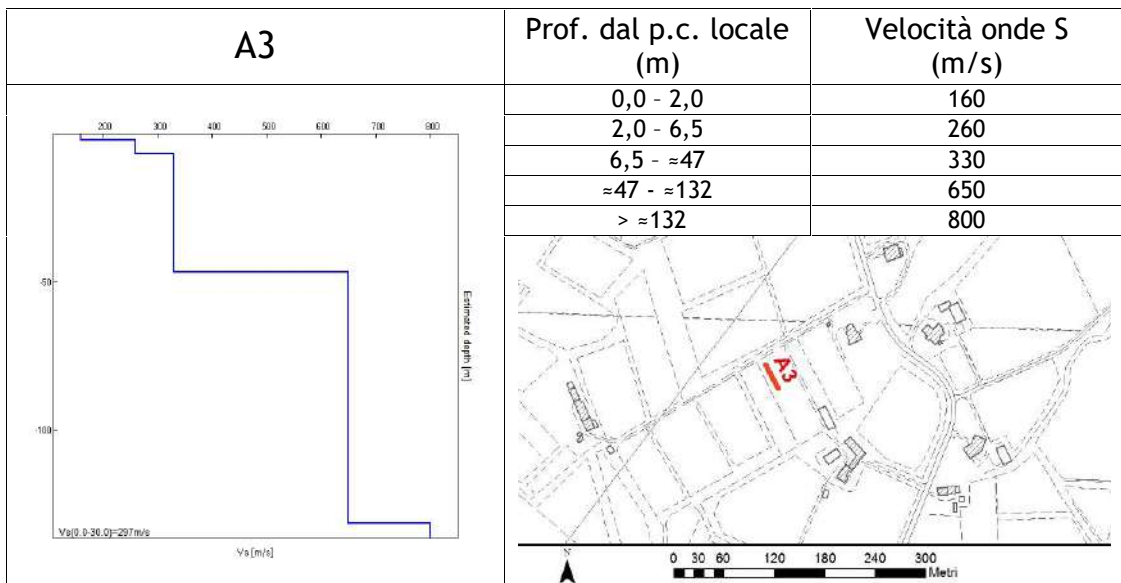 A3
Prof. dal p.c. locale
(m)
Velocità onde S
(m/s)
0,0 – 2,0 160
2,0 – 6,5 260
6,5 – ≈47 330
≈47 - ≈132 650
> ≈132 800
200 300 400 500 600 700 800
-50
-100
Estimated depth [m]
Vs(0.0-30.0)=297m/s
Vs [m/s]
A3
N
0 30 60 120 180 240 300
Metri